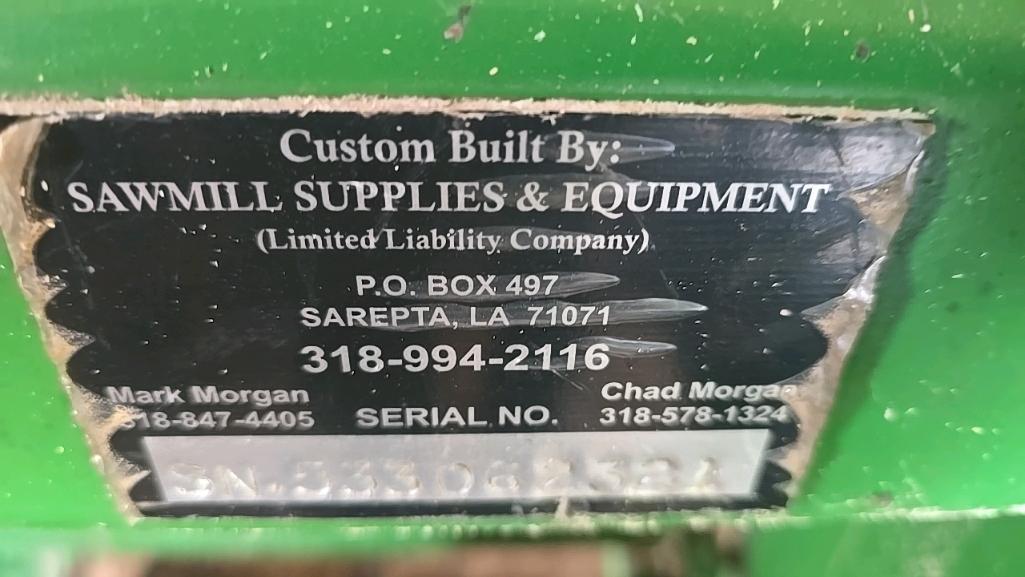 Custom Built By:
SAWMILL SUPPLIES & EQUIPMENT
(Limited Liability Company)
P.O. BOX 497
SAREPTA, LA 71071
318-994-2116
Mark Morgan
318-847-4405
SERIAL NO.
Chad Morgan
318-578-1324